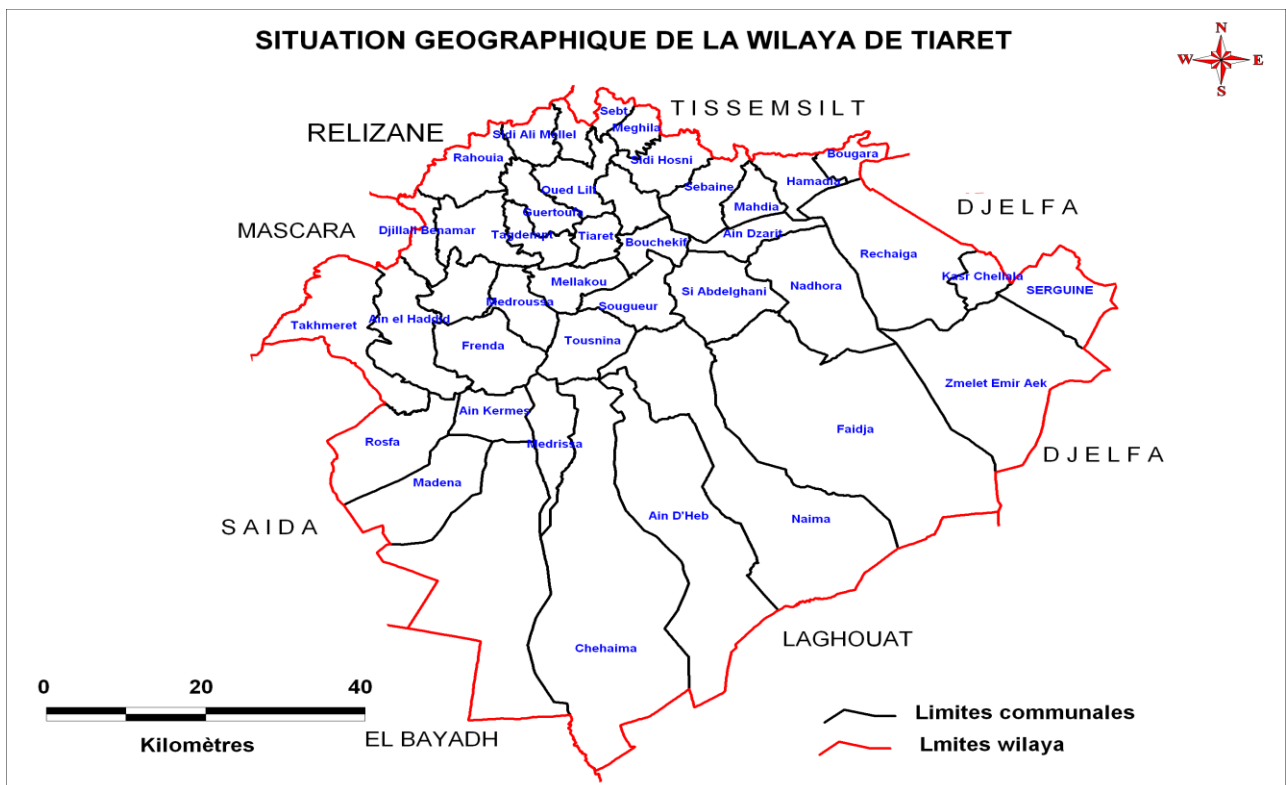 SITUATION GEOGRAPHIQUE DE LA WILAYA DE TIARET
N
W E
S
TISSEMSILT
RELIZANE
Sebt
Meghila
Sidi Ali Mellel
Rahouia
Sidi Hosni
Bougara
Hamadia
Oued Lili
Sebaine
Mahdia
DJELFA
Guertoufa
MASCARA
Djillali Benamar
Tagdempt
Tiaret
Bouchekif
Ain Dzarit
Rechaiga
Kasr Chellala
SERGUINE
Mellakou
Si Abdelghani
Nadhora
Medroussa
Sougueur
Takhmeret
Ain el Haddid
Frenda
Tousnina
Zmelet Emir Aek
Ain Kermes
Faidja
Rosfa
Medrissa
DJELFA
Madena
Ain D'Heb
Naima
SAIDA
LAGHOUAT
Chehaima
0 20 40
Kilomètres
EL BAYADH
Limites communales
Lmites wilaya